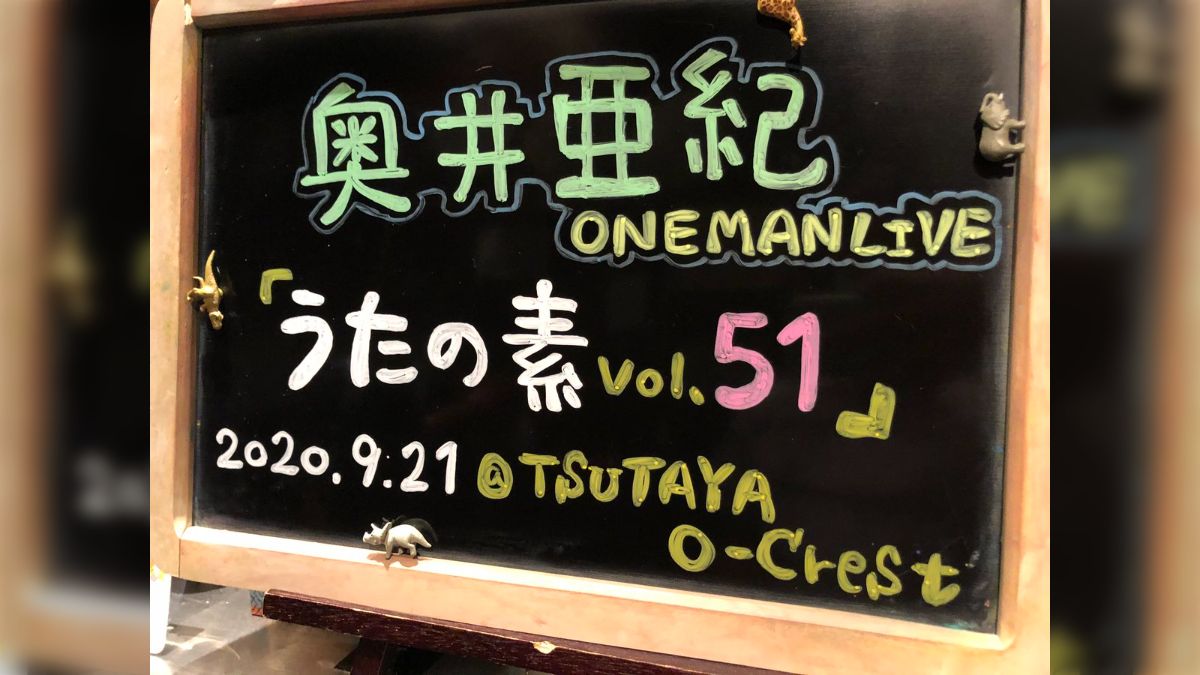 奥井亜紀
ONEMANLIVE
「うたの素 vol.51」
2020.9.21 @TSUTAYA
O-Crest